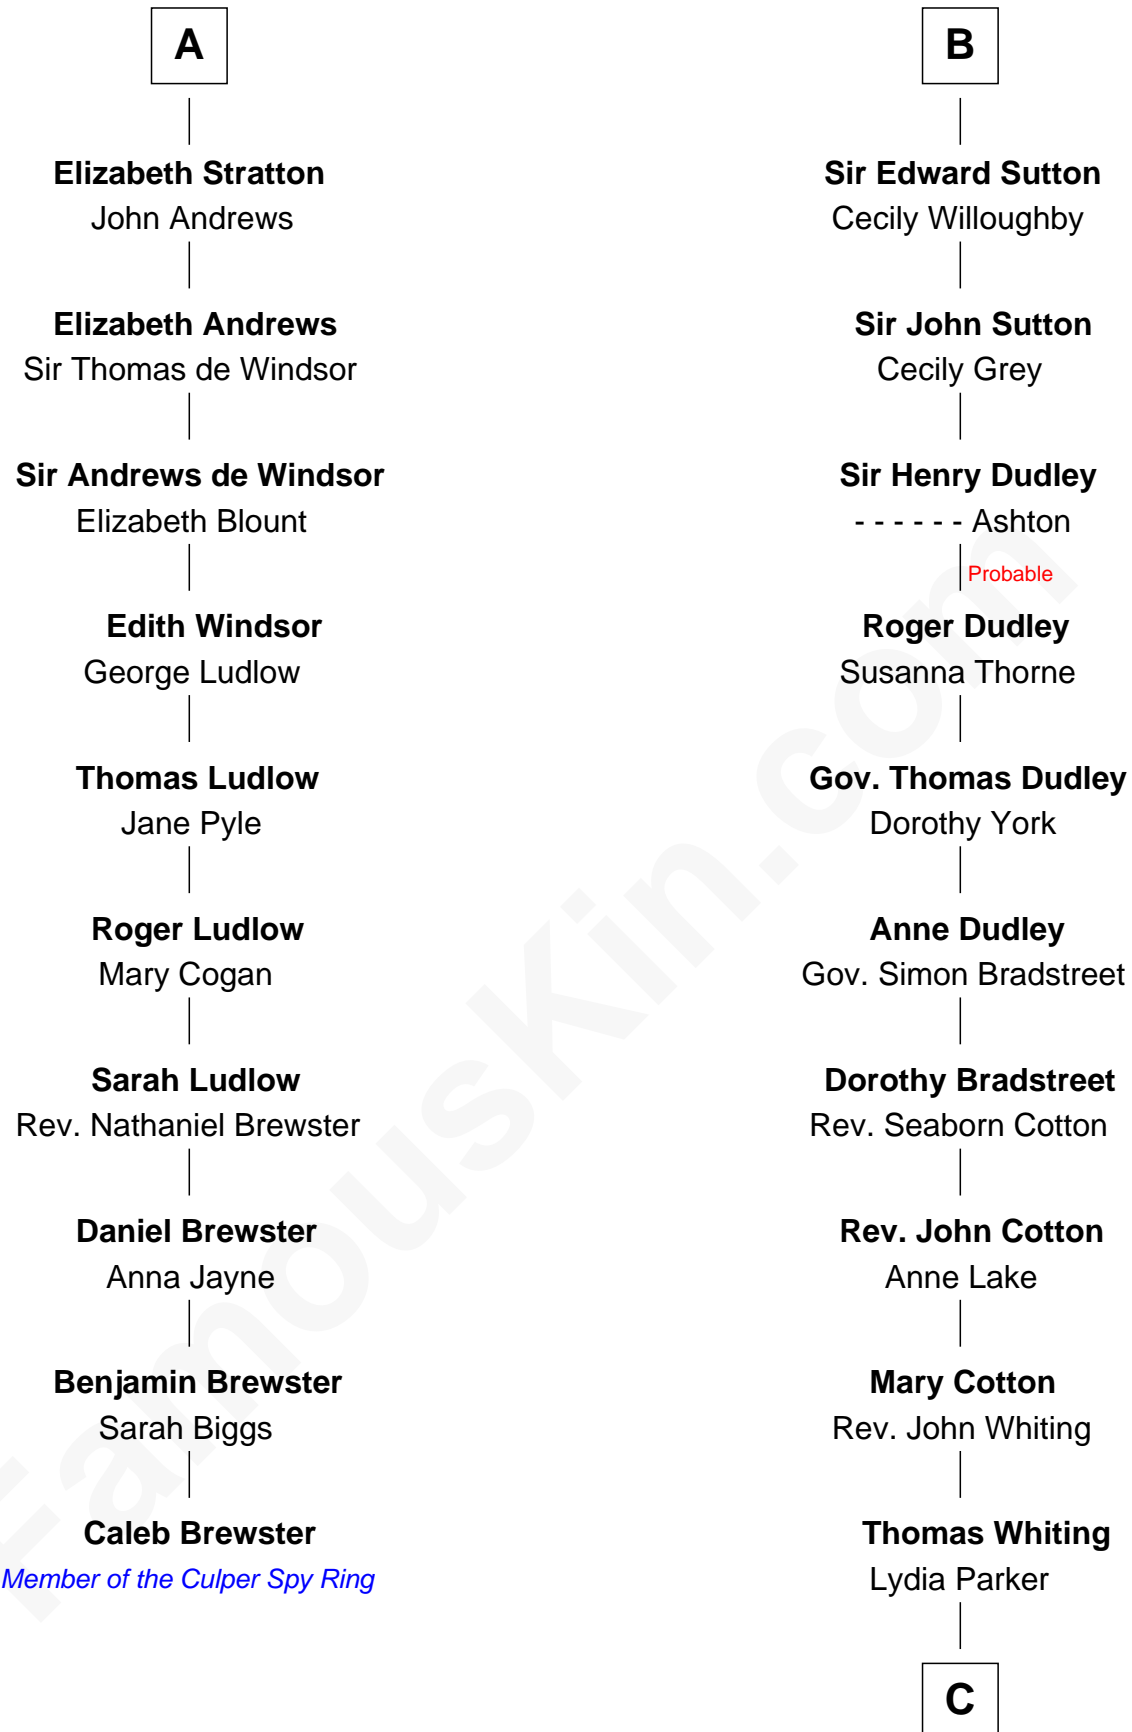 A
Elizabeth Stratton
John Andrews
Elizabeth Andrews
Sir Thomas de Windsor
Sir Andrews de Windsor
Elizabeth Blount
Edith Windsor
George Ludlow
Thomas Ludlow
Jane Pyle
Roger Ludlow
Mary Cogan
Sarah Ludlow
Rev. Nathaniel Brewster
Daniel Brewster
Anna Jayne
Benjamin Brewster
Sarah Biggs
Caleb Brewster
Member of the Culper Spy Ring
B
Sir Edward Sutton
Cecily Willoughby
Sir John Sutton
Cecily Grey
Sir Henry Dudley
- - - - - - Ashton
Probable
Roger Dudley
Susanna Thorne
Gov. Thomas Dudley
Dorothy York
Anne Dudley
Gov. Simon Bradstreet
Dorothy Bradstreet
Rev. Seaborn Cotton
Rev. John Cotton
Anne Lake
Mary Cotton
Rev. John Whiting
Thomas Whiting
Lydia Parker
C
FamousKin.com